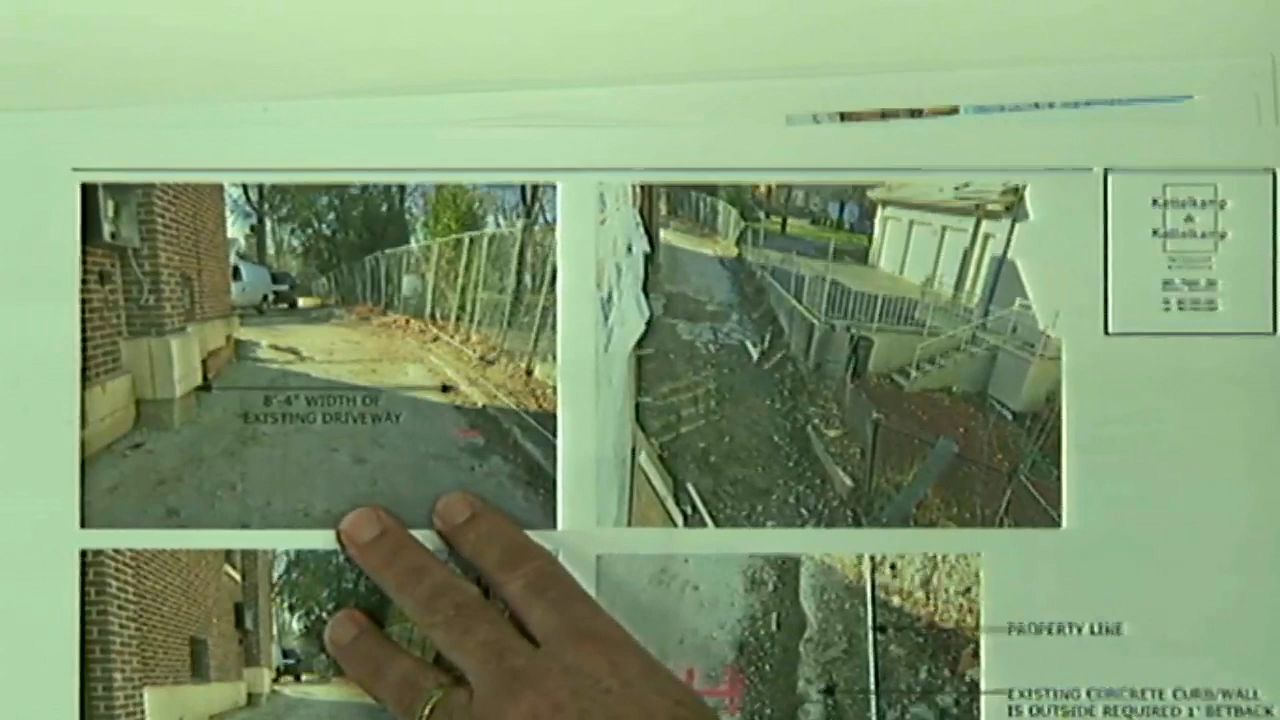 Kattelkamp
&
Kattelkamp
8'-4" WIDTH OF
EXISTING DRIVEWAY
PROPERTY LINE
EXISTING CONCRETE CURB/WALL
IS OUTSIDE REQUIRED 1' SETBACK